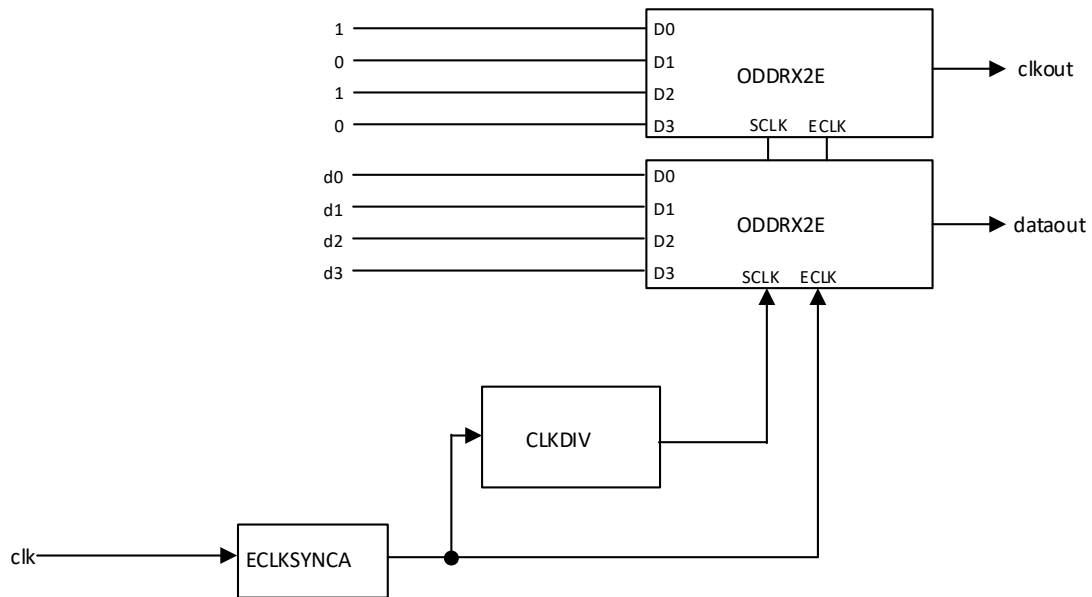 1 D0
0 D1 ODDRX2E clkout
1 D2
0 D3 SCLK ECLK
d0 D0
d1 D1
d2 D2 ODDRX2E dataout
d3 D3 SCLK ECLK
CLKDIV
clk ECLKSYNCA